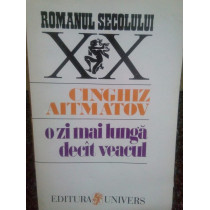 ROMANUL SECOLULUI
XX
CINGHIZ
AITMATOV
o zi mai lungă
decît veacul
EDITURA UNIVERS